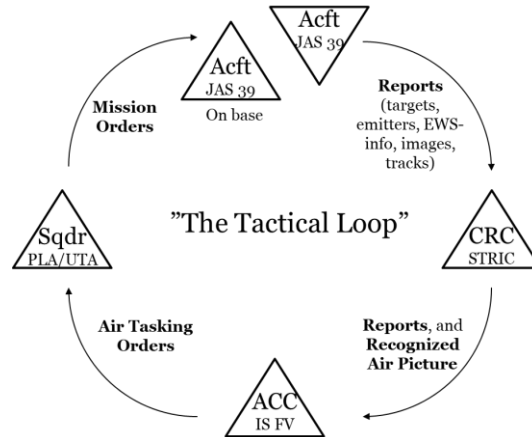 Acft
JAS 39
Acft
JAS 39
On base
Mission
Orders
Reports
(targets,
emitters, EWS-
info, images,
tracks)
Sqdr
PLA/UTA
”The Tactical Loop”
CRC
STRIC
Air Tasking
Orders
Reports, and
Recognized
Air Picture
ACC
IS FV